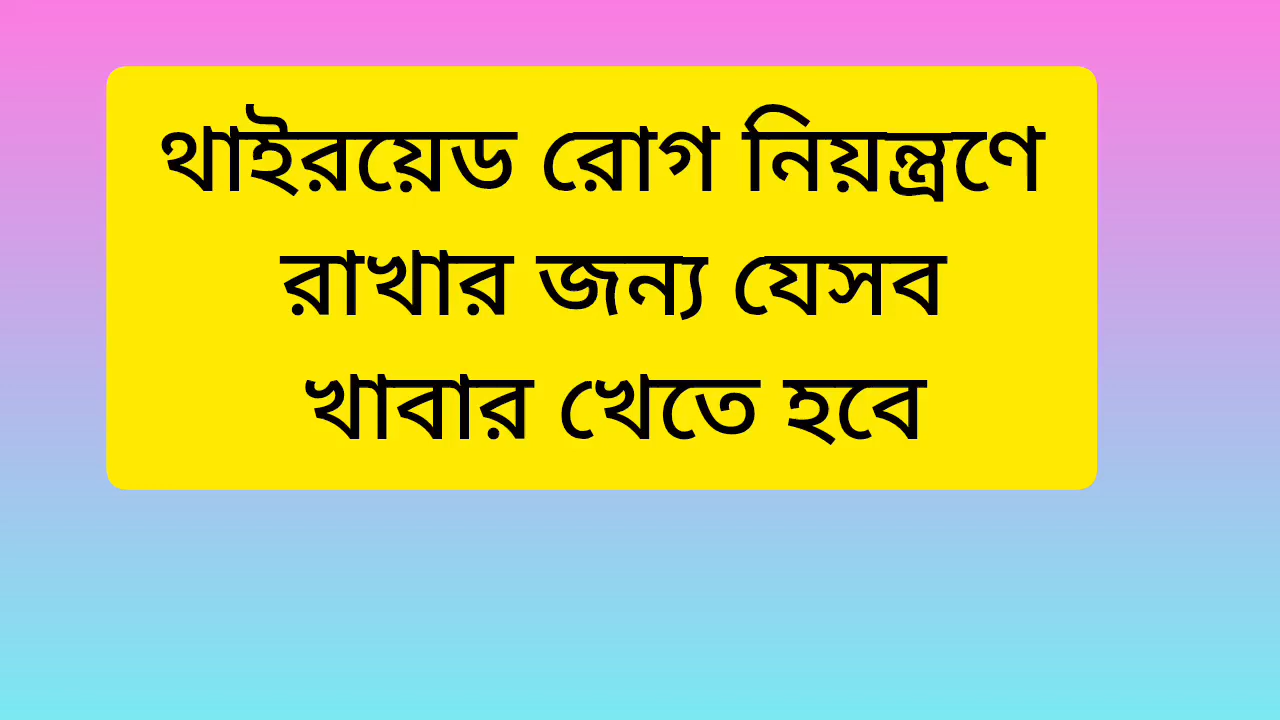 থাইরয়েড রোগ নিয়ন্ত্রণে
রাখার জন্য যেসব
খাবার খেতে হবে